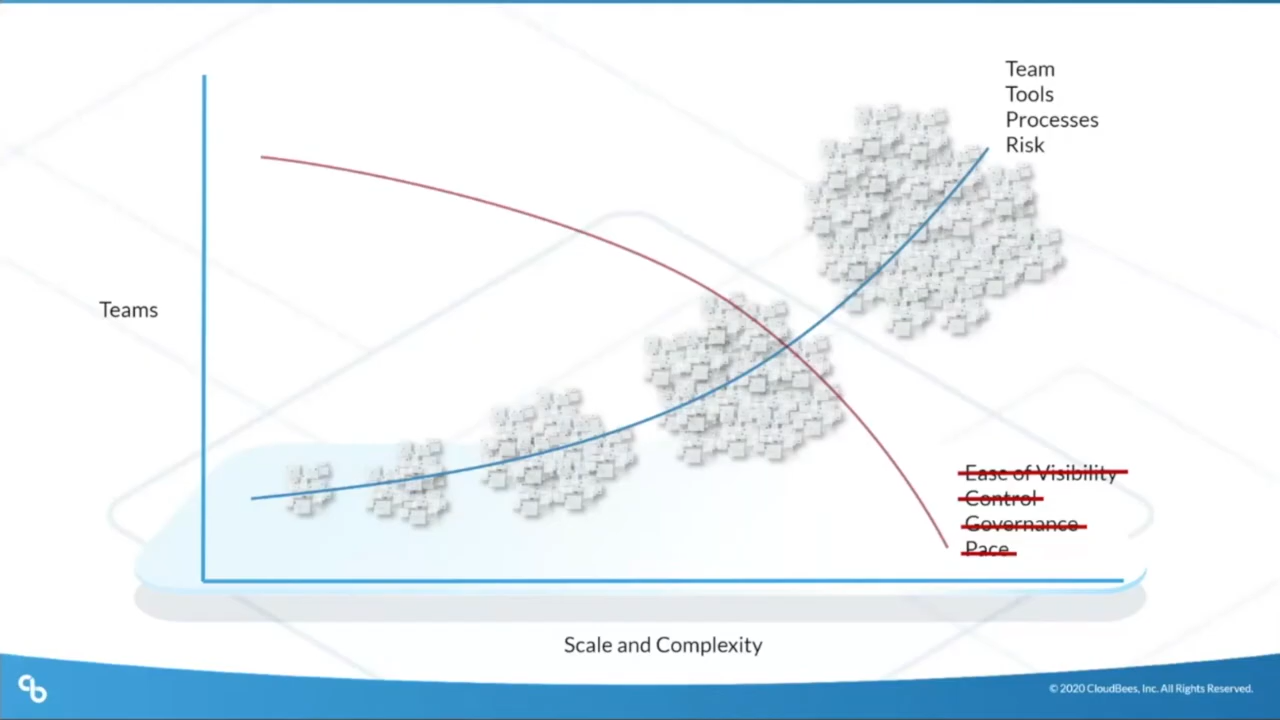 Team
Tools
Processes
Risk
Teams
Ease of Visibility
Control
Governance
Pace
Scale and Complexity
© 2020 CloudBees, Inc. All Rights Reserved.